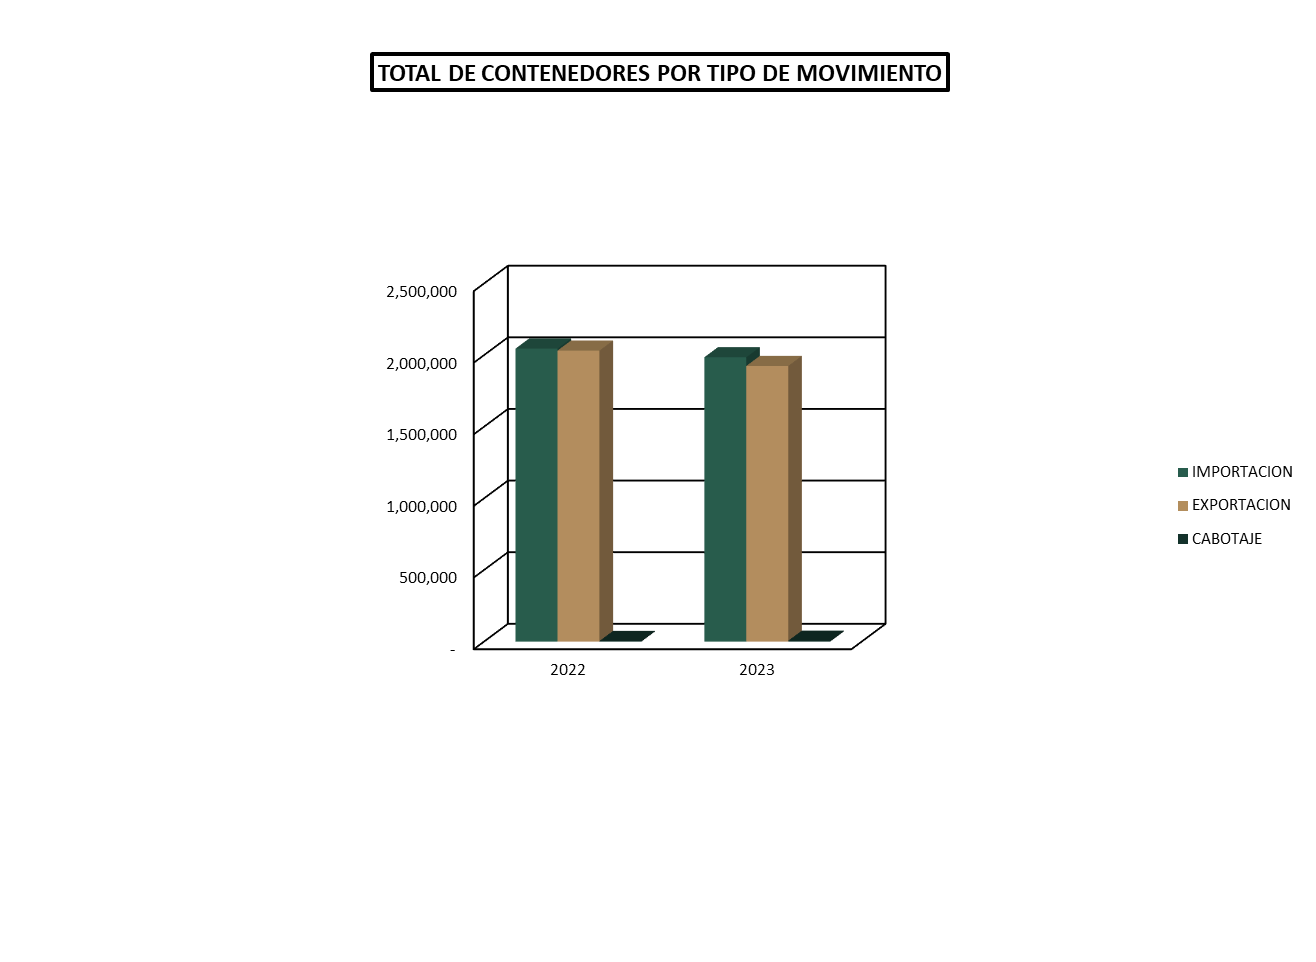 TOTAL DE CONTENEDORES POR TIPO DE MOVIMIENTO
2,500,000
2,000,000
1,500,000
1,000,000
500,000
-
2022
2023
IMPORTACION
EXPORTACION
CABOTAJE